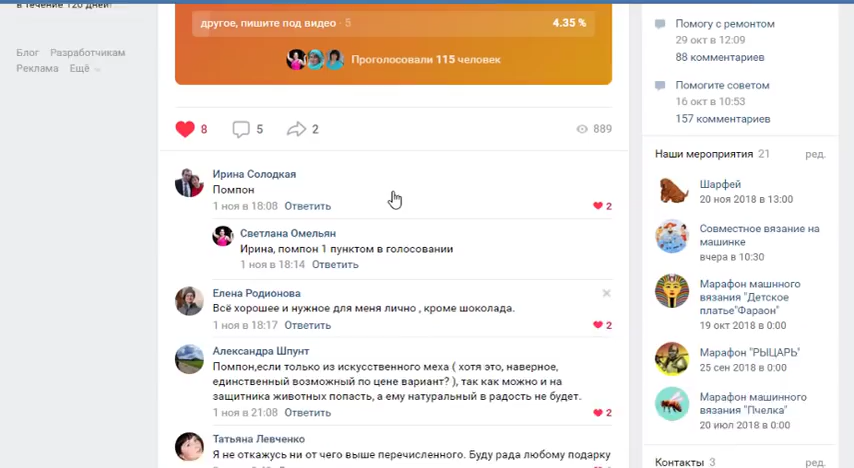 в течение 120 дней!
Блог Разработчикам
Реклама Ещё
другое, пишите под видео · 5 4.35 %
Проголосовали 115 человек
8 5 2 889
Ирина Солодкая
Помпон
1 ноя в 18:08 Ответить 2
Светлана Омельян
Ирина, помпон 1 пунктом в голосовании
1 ноя в 18:14 Ответить
Елена Родионова
Всё хорошее и нужное для меня лично , кроме шоколада.
1 ноя в 18:17 Ответить 2
Александра Шпунт
Помпон,если только из искусственного меха ( хотя это, наверное,
единственный возможный по цене вариант? ), так как можно и на
защитника животных попасть, а ему натуральный в радость не будет.
1 ноя в 21:08 Ответить 2
Татьяна Левченко
Я не откажусь ни от чего выше перечисленного. Буду рада любому подарку
Помогу с ремонтом
29 окт в 12:09
88 комментариев
Помогите советом
16 окт в 10:53
157 комментариев
Наши мероприятия 21 ред.
Шарфей
20 ноя 2018 в 13:00
Совместное вязание на
машинке
вчера в 10:30
Марафон машнного
вязания "Детское
платье"Фараон"
19 окт 2018 в 0:00
Марафон "РЫЦАРЬ"
25 сен 2018 в 0:00
Марафон машинного
вязания "Пчелка"
20 июл 2018 в 0:00
Контакты 3 ред.